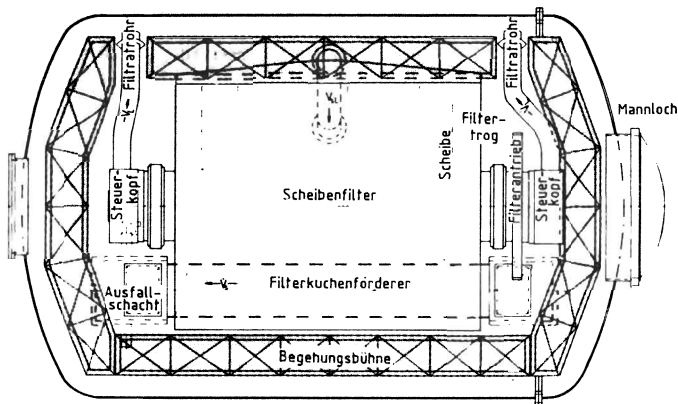 Filtratrohr
Filtratrohr
Mannloch
Filter-
trog
Scheibe
Filterantrieb
Steuer-
kopf
Steuer-
kopf
Scheibenfilter
Filterkuchenförderer
Ausfall-
schacht
Begehungsbühne